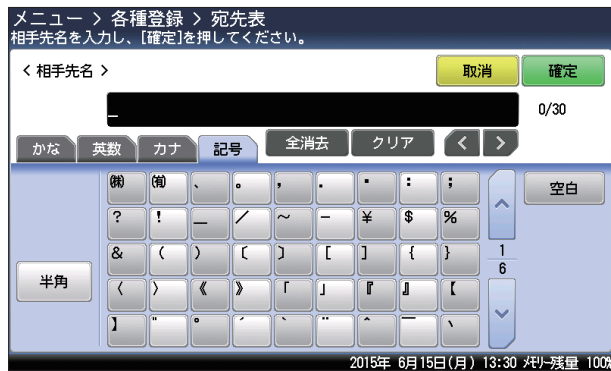 メニュー > 各種登録 > 宛先表
相手先名を入力し、[確定]を押してください。
< 相手先名 >
取消
確定
_
0/30
かな
英数
カナ
記号
全消去
クリア
<
>
㈱ ㈲ 、 。 , . ・ : ;
空白
? ! _ / ~ - ¥ $ %
& ( ) 〔 〕 [ ] { }
1
6
半角
〈 〉 《 》 「 」 『 』 【
】 " ° ´ ` ¨ ^ ￣ ヽ
2015年 6月15日(月) 13:30 ﾒﾓﾘｰ残量 100%